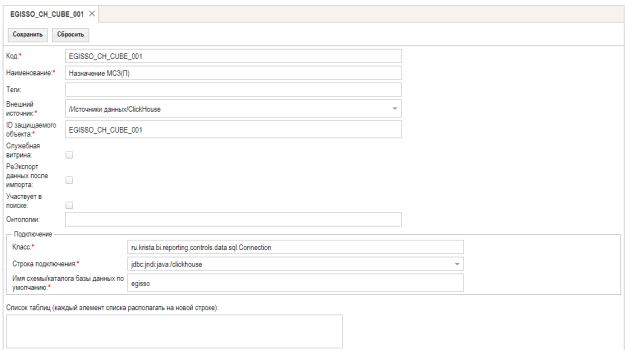 EGISSO_CH_CUBE_001 ×
Сохранить Сбросить
Код:* EGISSO_CH_CUBE_001
Наименование:* Назначение МСЗ(П)
Теги:
Внешний
источник:* /Источники данных/ClickHouse
ID защищаемого
объекта:* EGISSO_CH_CUBE_001
Служебная
витрина:
РеЭкспорт
данных после
импорта:
Участвует в
поиске:
Онтологии:
Подключение
Класс:* ru.krista.bi.reporting.controls.data.sql.Connection
Строка подключения:* jdbc:jndi:java:/clickhouse
Имя схемы/каталога базы данных по
умолчанию:* egisso
Список таблиц (каждый элемент списка располагать на новой строке):